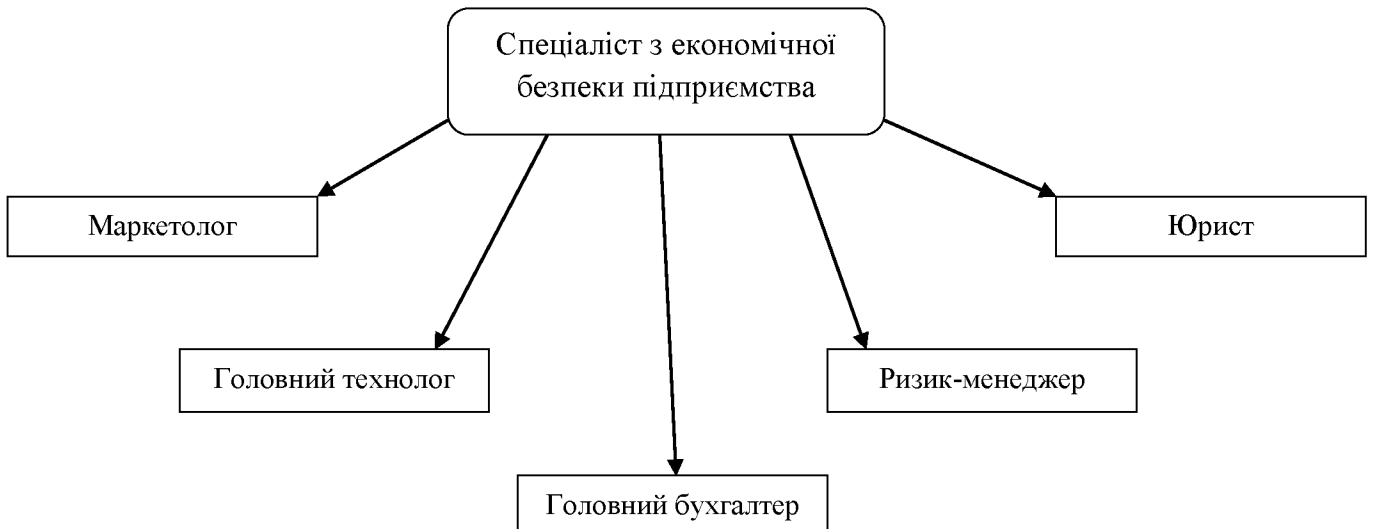 Спеціаліст з економічної
безпеки підприємства
Маркетолог
Юрист
Головний технолог
Ризик-менеджер
Головний бухгалтер